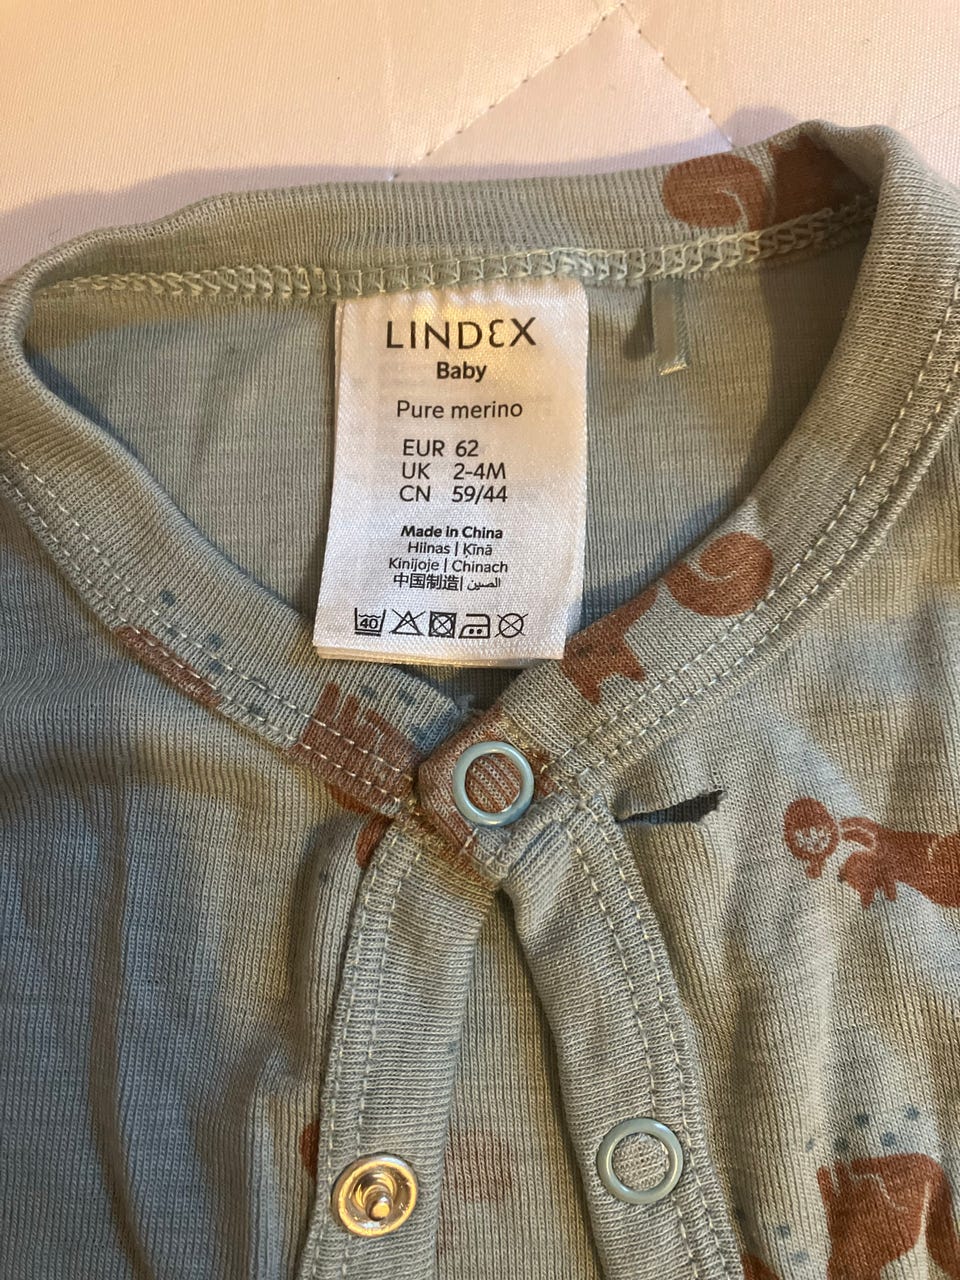 LINDEX
Baby
Pure merino
EUR 62
UK 2-4M
CN 59/44
Made in China
Hiinas | Ķīnā
Kinijoje | Chinach
中国制造| الصين
40